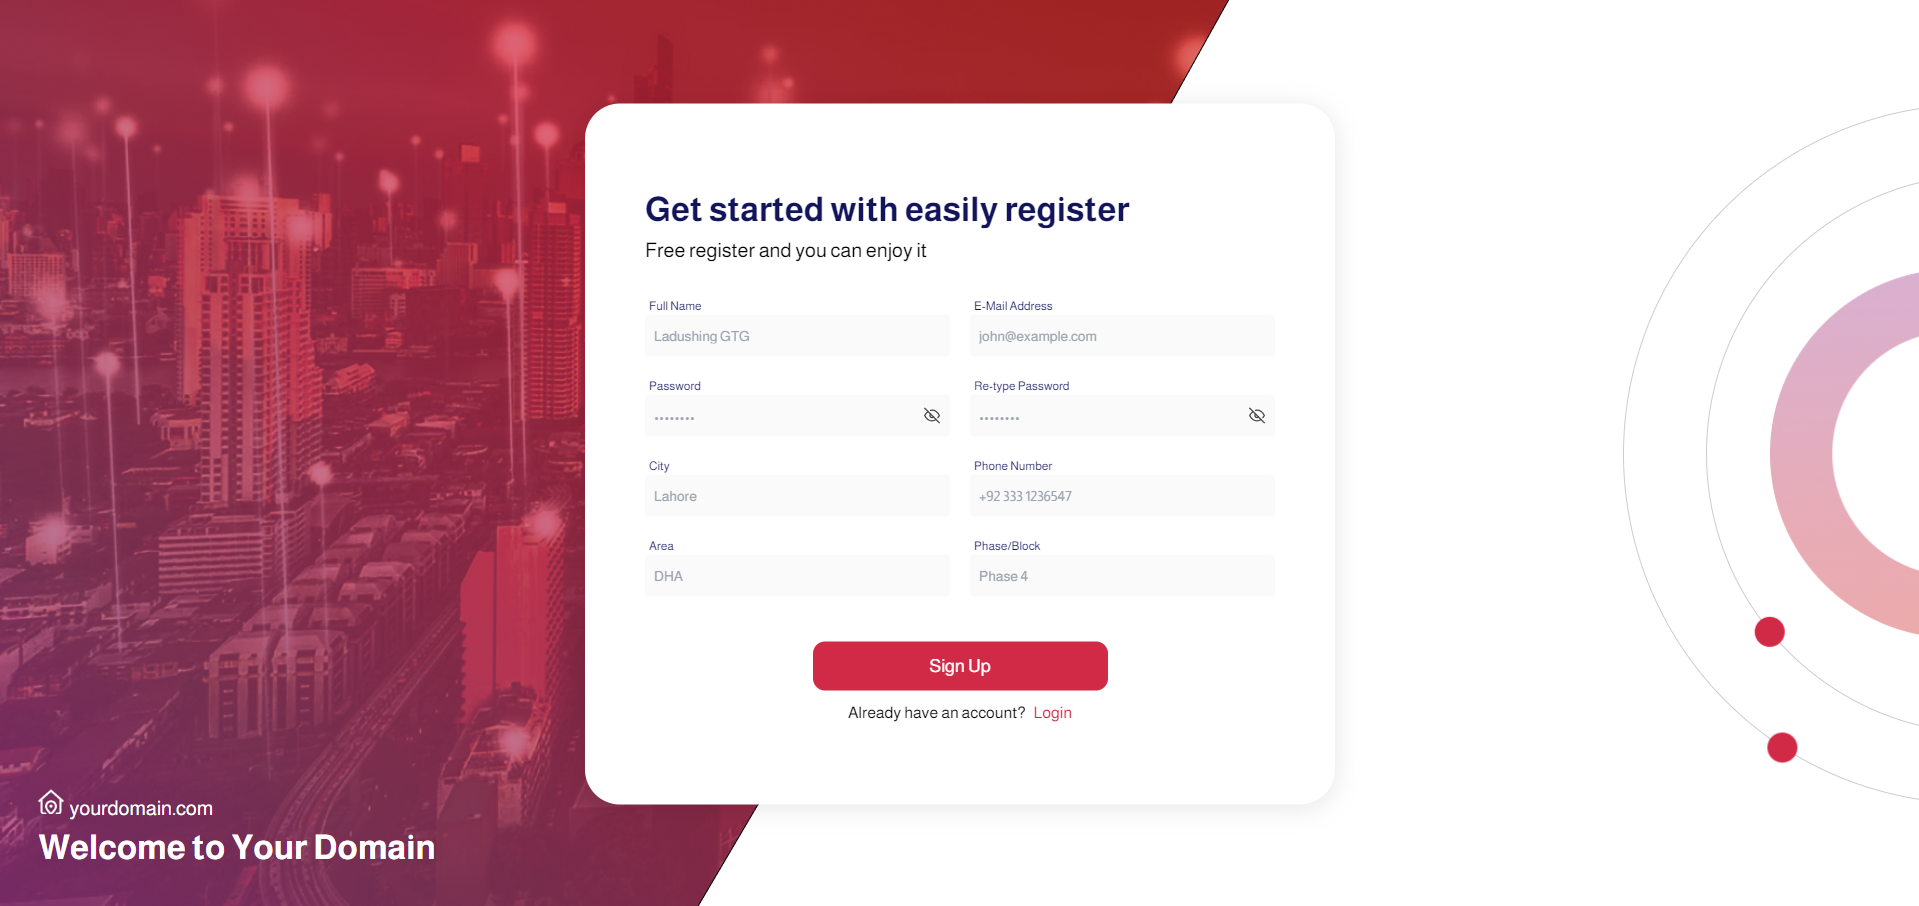 Get started with easily register
Free register and you can enjoy it
Full Name
E-Mail Address
Ladushing GTG
john@example.com
Password
Re-type Password
••••••••
••••••••
City
Phone Number
Lahore
+92 333 1236547
Area
Phase/Block
DHA
Phase 4
Sign Up
Already have an account? Login
yourdomain.com
Welcome to Your Domain